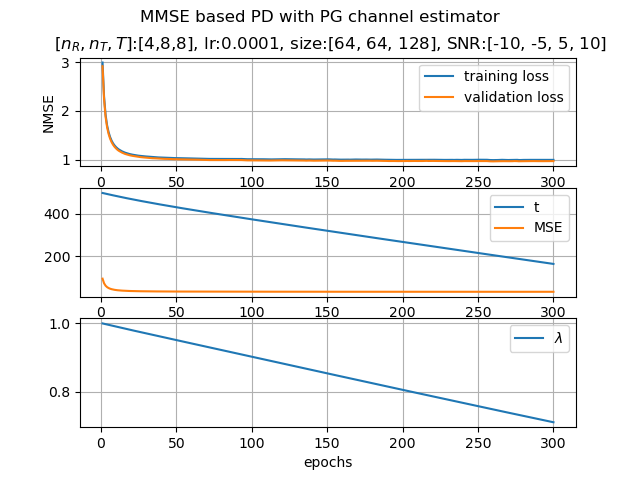 MMSE based PD with PG channel estimator
[n_R, n_T, T]:[4,8,8], lr:0.0001, size:[64, 64, 128], SNR:[-10, -5, 5, 10]
NMSE
3
2
1
training loss
validation loss
0 50 100 150 200 250 300
400
200
t
MSE
0 50 100 150 200 250 300
1.0
0.8
λ
0 50 100 150 200 250 300
epochs